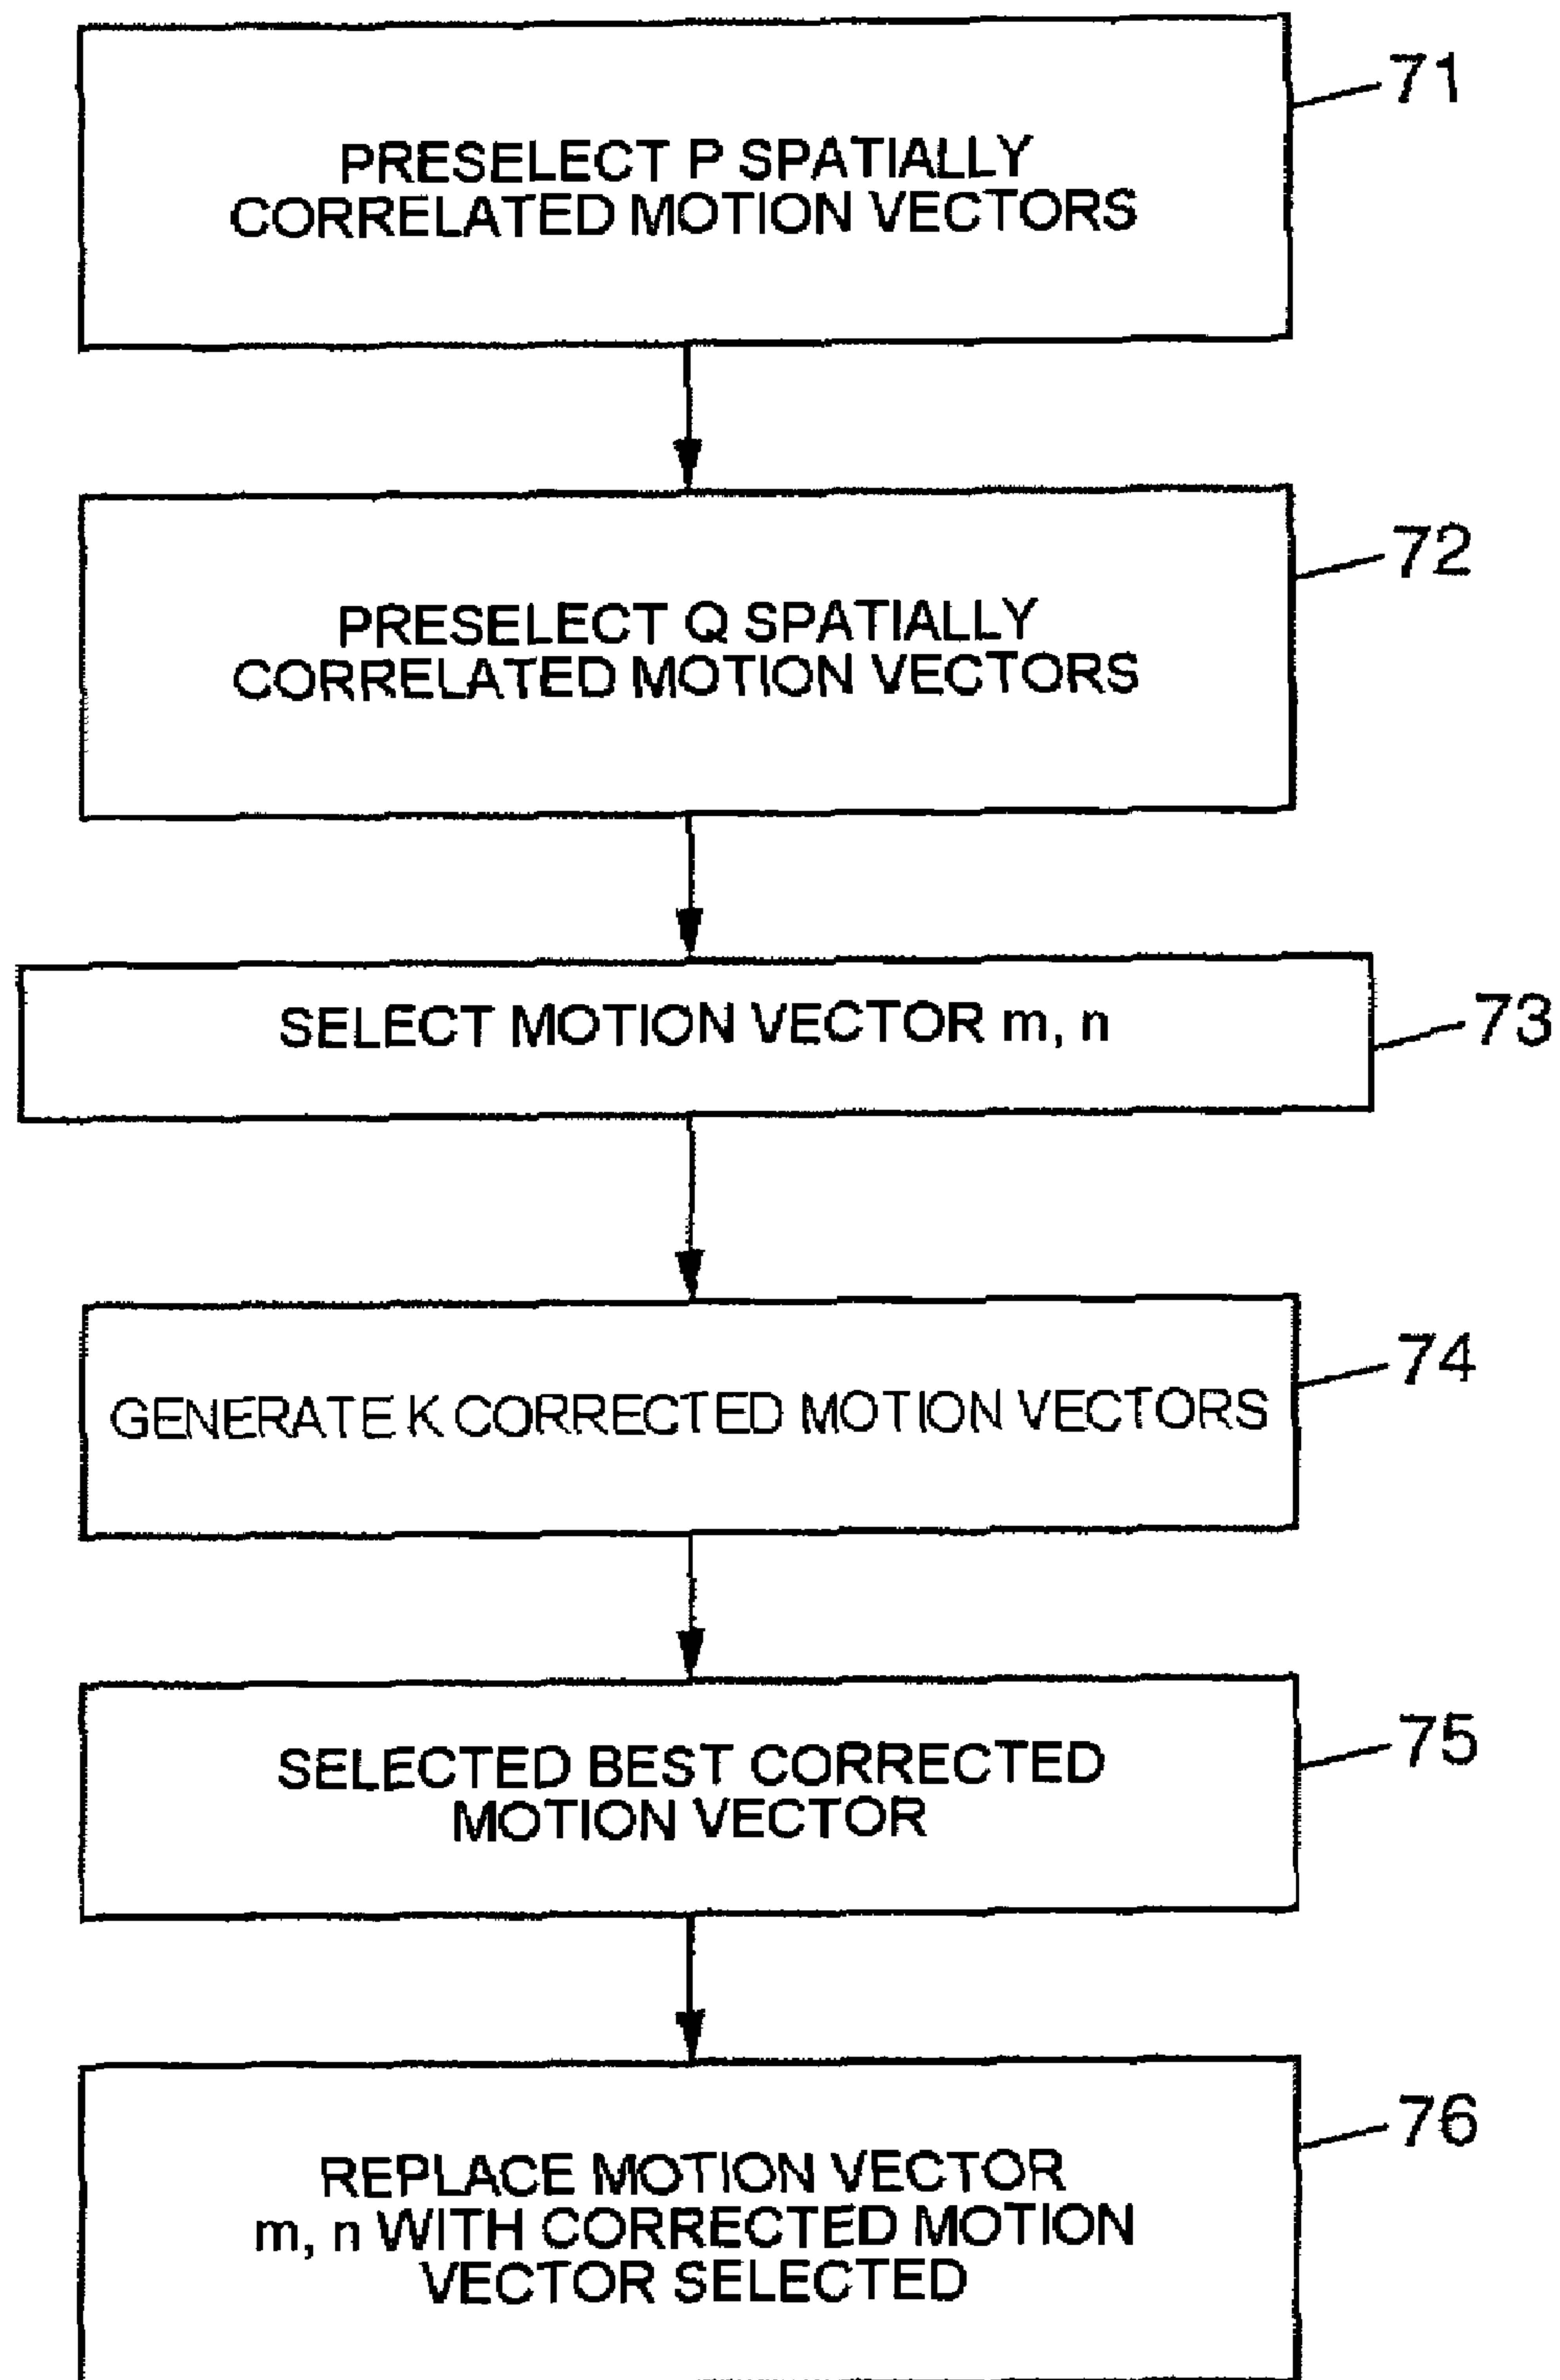 71
PRESELECT P SPATIALLY
CORRELATED MOTION VECTORS
72
PRESELECT Q SPATIALLY
CORRELATED MOTION VECTORS
SELECT MOTION VECTOR m, n
73
74
GENERATE K CORRECTED MOTION VECTORS
75
SELECTED BEST CORRECTED
MOTION VECTOR
76
REPLACE MOTION VECTOR
m, n WITH CORRECTED MOTION
VECTOR SELECTED